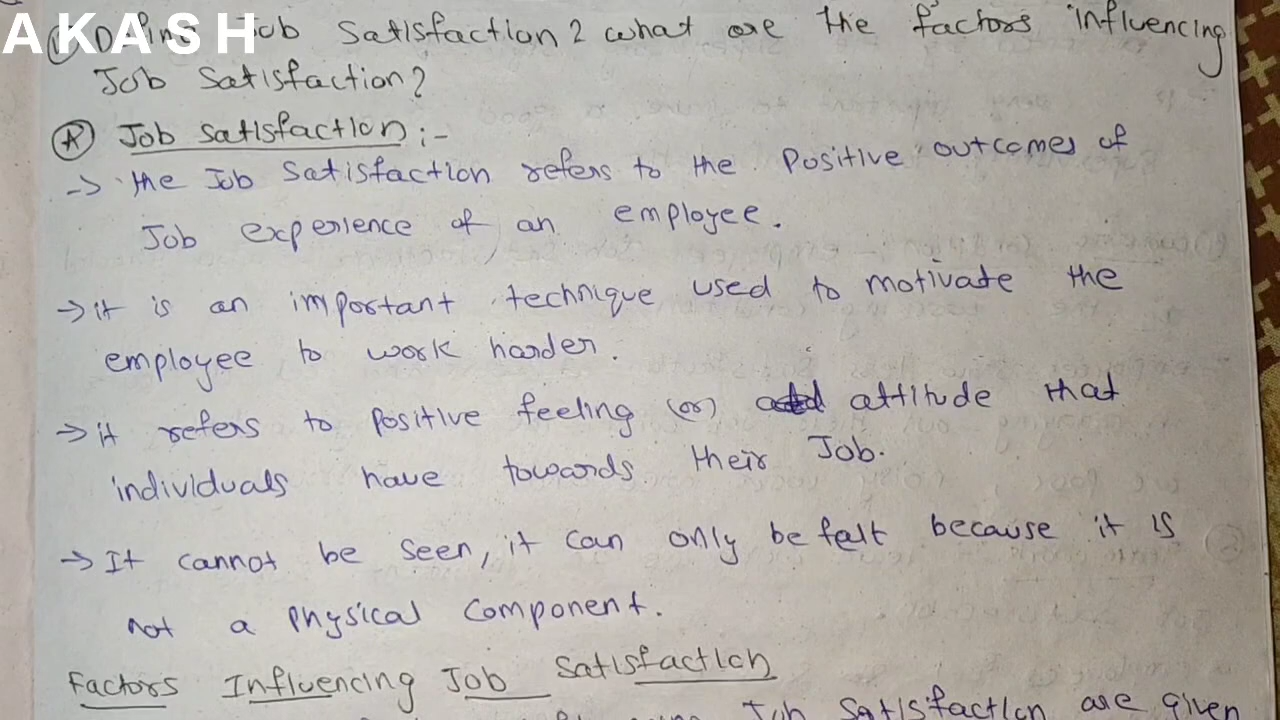 AKASH
Job Satisfaction? what are the factors influencing
Job Satisfaction?
(A) Job satisfaction :-
-> the Job Satisfaction refers to the Positive outcomes of
Job experience of an employee.
-> it is an important technique used to motivate the
employee to work harder.
-> it refers to positive feeling (or) attitude that
individuals have towards their Job.
-> It cannot be seen, it can only be felt because it is
not a physical component.
Factors Influencing Job Satisfaction
Job Satisfaction are given